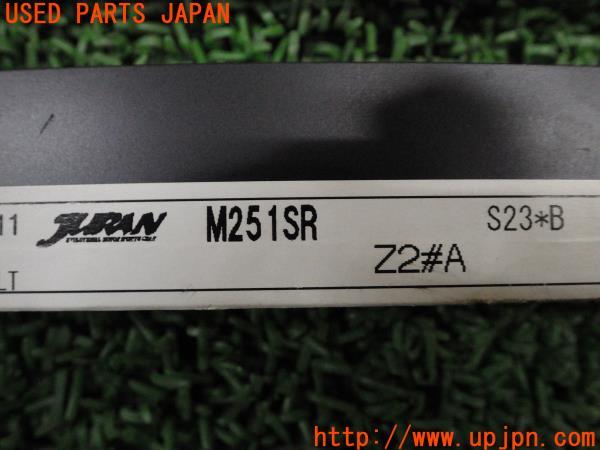 USED PARTS JAPAN
11 JURAN M251SR S23*B
Z2#A
LT
http://www.upjpn.com